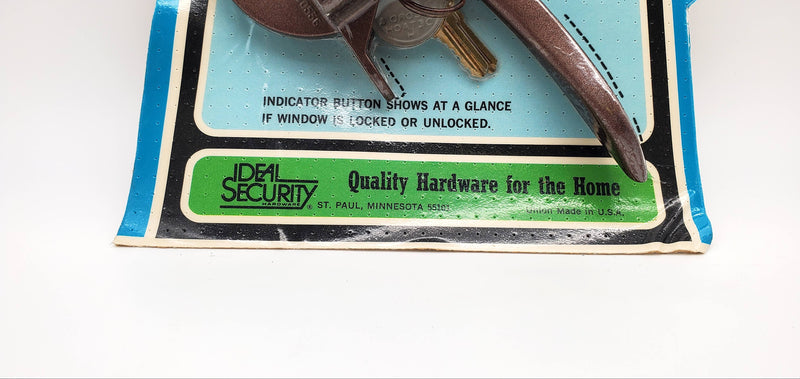 INDICATOR BUTTON SHOWS AT A GLANCE
IF WINDOW IS LOCKED OR UNLOCKED.
IDEAL
SECURITY
HARDWARE ®
Quality Hardware for the Home
ST. PAUL, MINNESOTA 55101
Union Made in U.S.A.